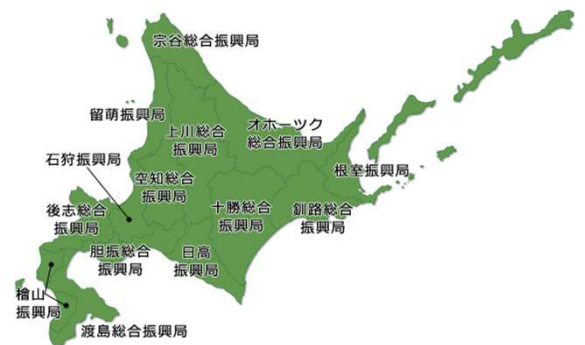 宗谷総合振興局
留萌振興局
上川総合
振興局
オホーツク
総合振興局
石狩振興局
空知総合
振興局
根室振興局
後志総合
振興局
十勝総合
振興局
釧路総合
振興局
胆振総合
振興局
日高
振興局
檜山
振興局
渡島総合振興局